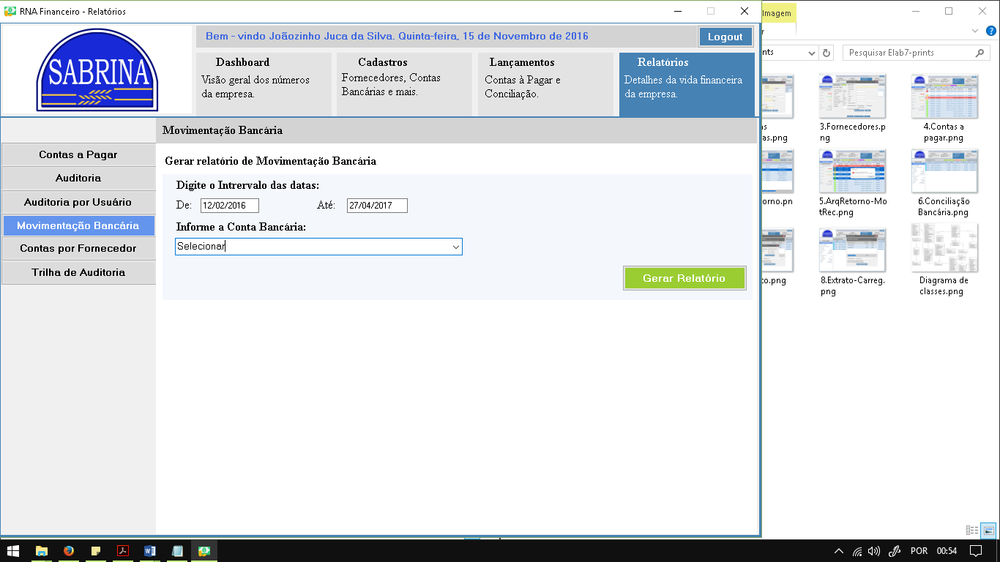 RNA Financeiro - Relatórios
SABRINA
Bem - vindo Joãozinho Juca da Silva. Quinta-feira, 15 de Novembro de 2016
Logout
Dashboard
Visão geral dos números
da empresa.
Cadastros
Fornecedores, Contas
Bancárias e mais.
Lançamentos
Contas à Pagar e
Conciliação.
Relatórios
Detalhes da vida financeira
da empresa.
Movimentação Bancária
Contas a Pagar
Auditoria
Auditoria por Usuário
Movimentação Bancária
Contas por Fornecedor
Trilha de Auditoria
Gerar relatório de Movimentação Bancária
Digite o Intervalo das datas:
De: 12/02/2016 Até: 27/04/2017
Informe a Conta Bancária:
Selecionar
Gerar Relatório
Imagem
r
nts
Pesquisar Elab7-prints
as
as.png
3.Fornecedores.p
ng
4.Contas a
pagar.png
orno.pn
5.ArqRetorno-Mo
tRec.png
6.Conciliação
Bancária.png
co.png
8.Extrato-Carreg.
png
Diagrama de
classes.png
POR 00:54